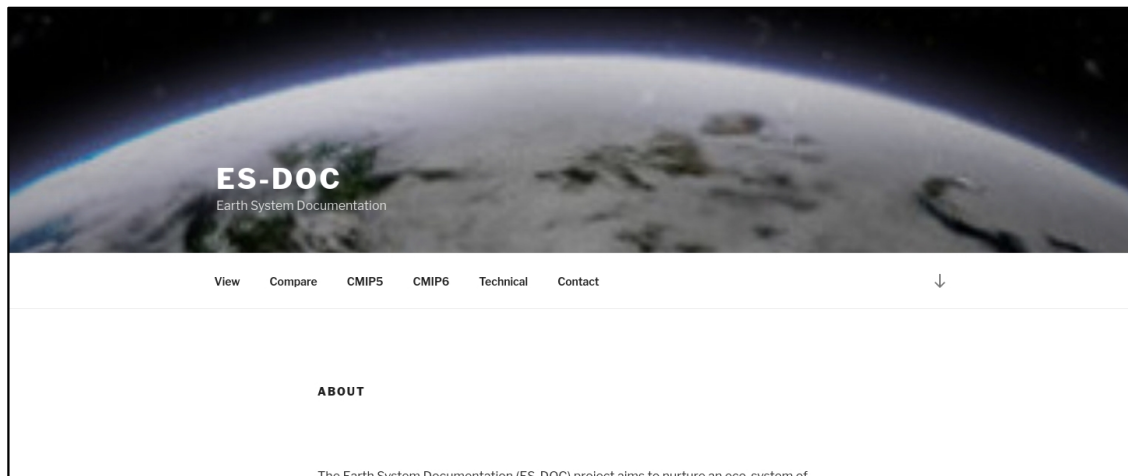 ES-DOC
Earth System Documentation
View Compare CMIP5 CMIP6 Technical Contact
ABOUT
The Earth System Documentation (ES-DOC) project aims to nurture an eco-system of